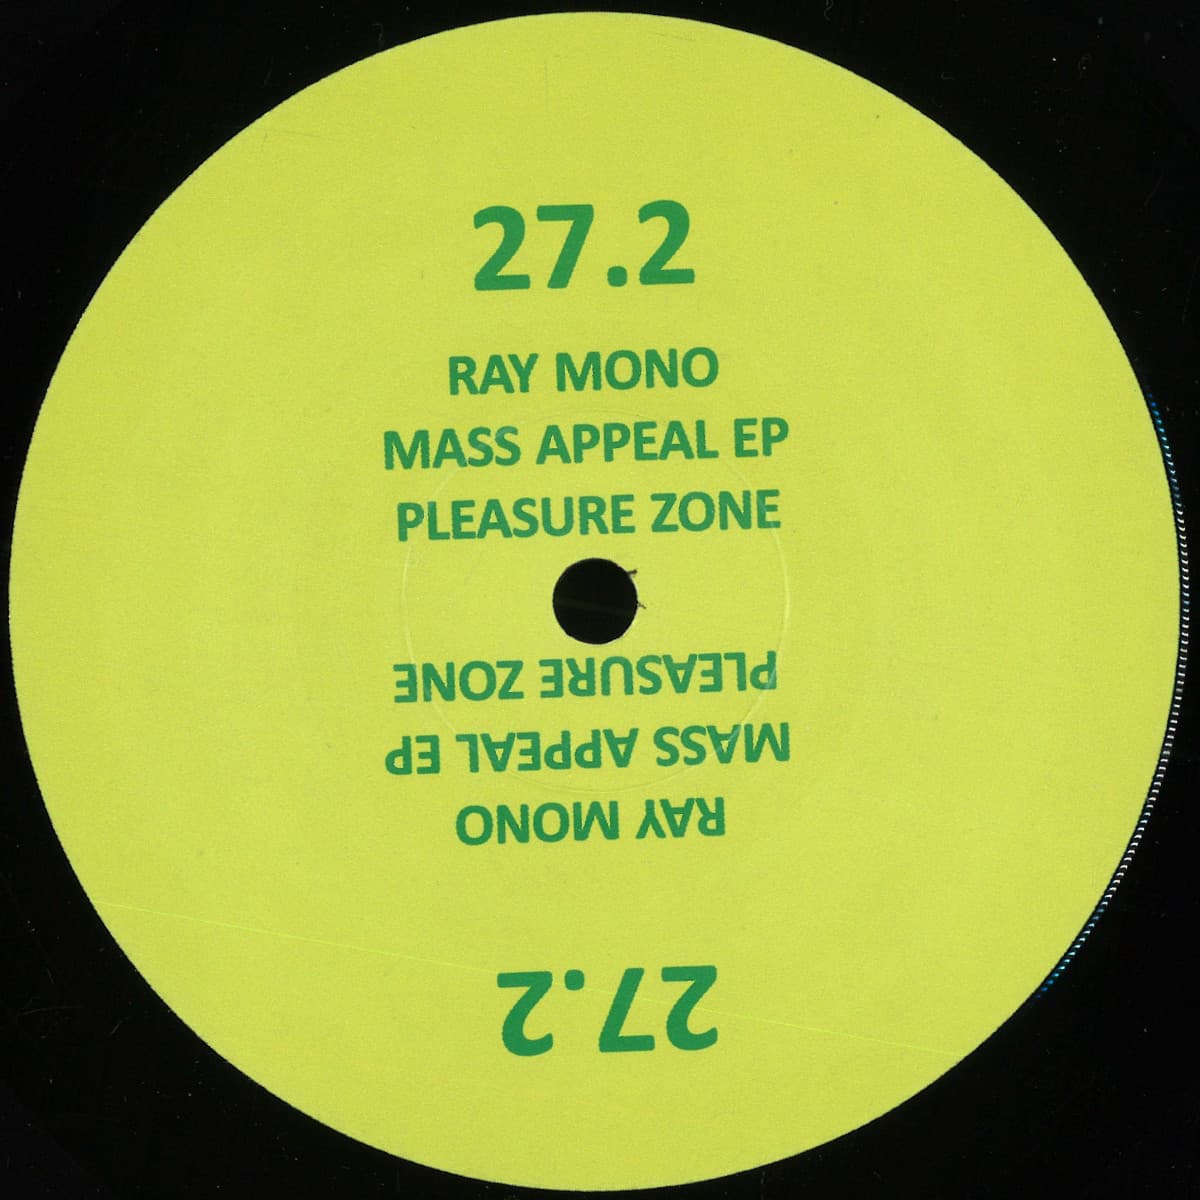 27.2
RAY MONO
MASS APPEAL EP
PLEASURE ZONE
PLEASURE ZONE
MASS APPEAL EP
RAY MONO
27.2